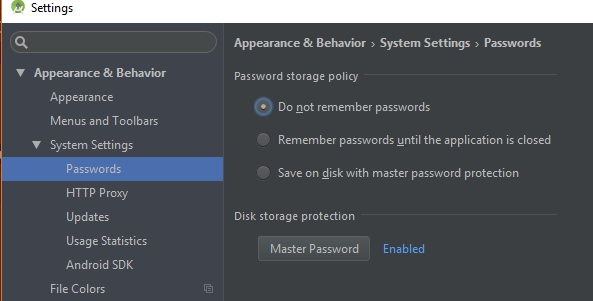 Settings
Appearance & Behavior › System Settings › Passwords
Appearance & Behavior
Appearance
Menus and Toolbars
System Settings
Passwords
HTTP Proxy
Updates
Usage Statistics
Android SDK
File Colors
Password storage policy
Do not remember passwords
Remember passwords until the application is closed
Save on disk with master password protection
Disk storage protection
Master Password Enabled